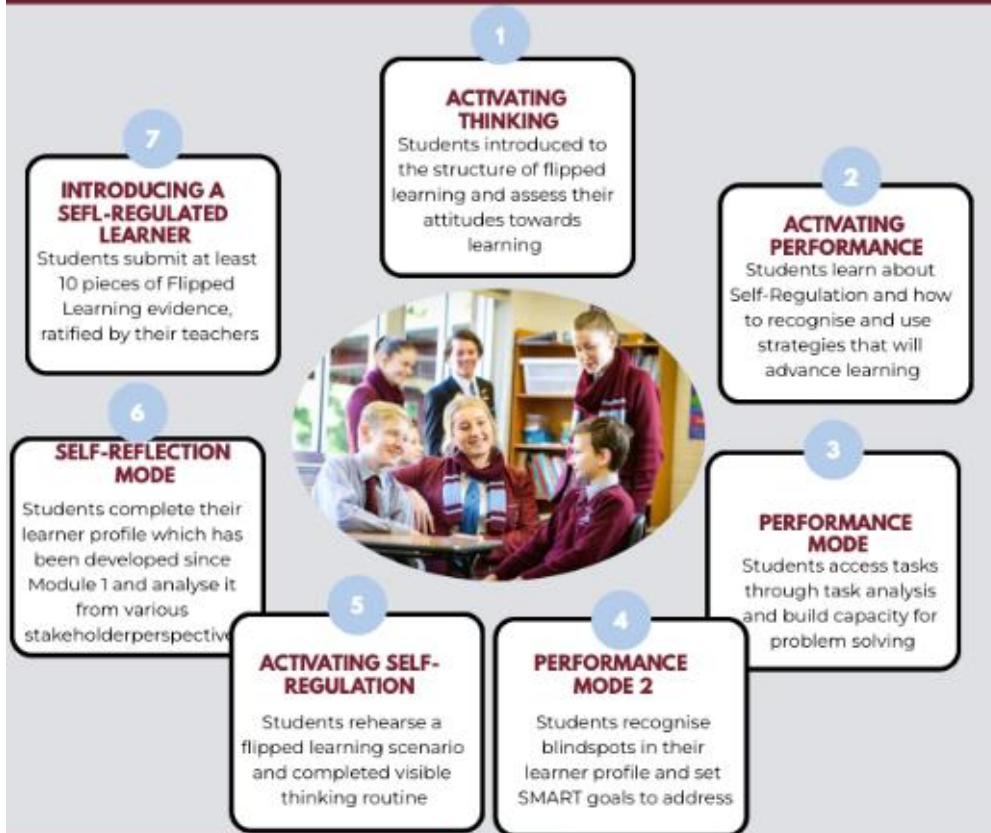 1
ACTIVATING
THINKING
Students introduced to
the structure of flipped
learning and assess their
attitudes towards
learning
2
ACTIVATING
PERFORMANCE
Students learn about
Self-Regulation and how
to recognise and use
strategies that will
advance learning
3
PERFORMANCE
MODE
Students access tasks
through task analysis
and build capacity for
problem solving
4
PERFORMANCE
MODE 2
Students recognise
blindspots in their
learner profile and set
SMART goals to address
5
ACTIVATING SELF-
REGULATION
Students rehearse a
flipped learning scenario
and completed visible
thinking routine
6
SELF-REFLECTION
MODE
Students complete their
learner profile which has
been developed since
Module 1 and analyse it
from various
stakeholderperspective
7
INTRODUCING A
SEFL-REGULATED
LEARNER
Students submit at least
10 pieces of Flipped
Learning evidence,
ratified by their teachers